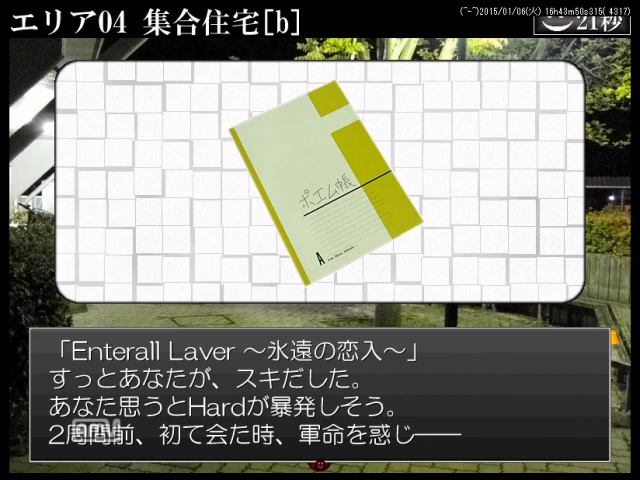 (^-^)2015/01/06(火) 16h43m50s315( 4317)
エリア04 集合住宅[b]
21秒
ポエム帳
A
「Enterall Laver ～氷遠の恋入～」
すっとあなたが、スキだした。
あなた思うとHardが暴発しそう。
2周間前、初て会た時、軍命を惑じ――